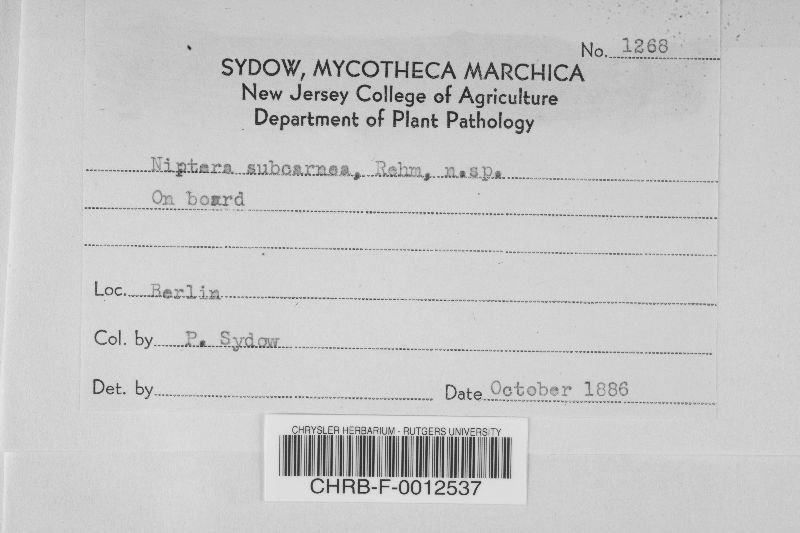 No. 1268
SYDOW, MYCOTHECA MARCHICA
New Jersey College of Agriculture
Department of Plant Pathology
Niptera subcarnea, Rehm, n.sp.
On board
Loc. Berlin
Col. by P. Sydow
Det. by
Date October 1886
CHRYSLER HERBARIUM - RUTGERS UNIVERSITY
CHRB-F-0012537